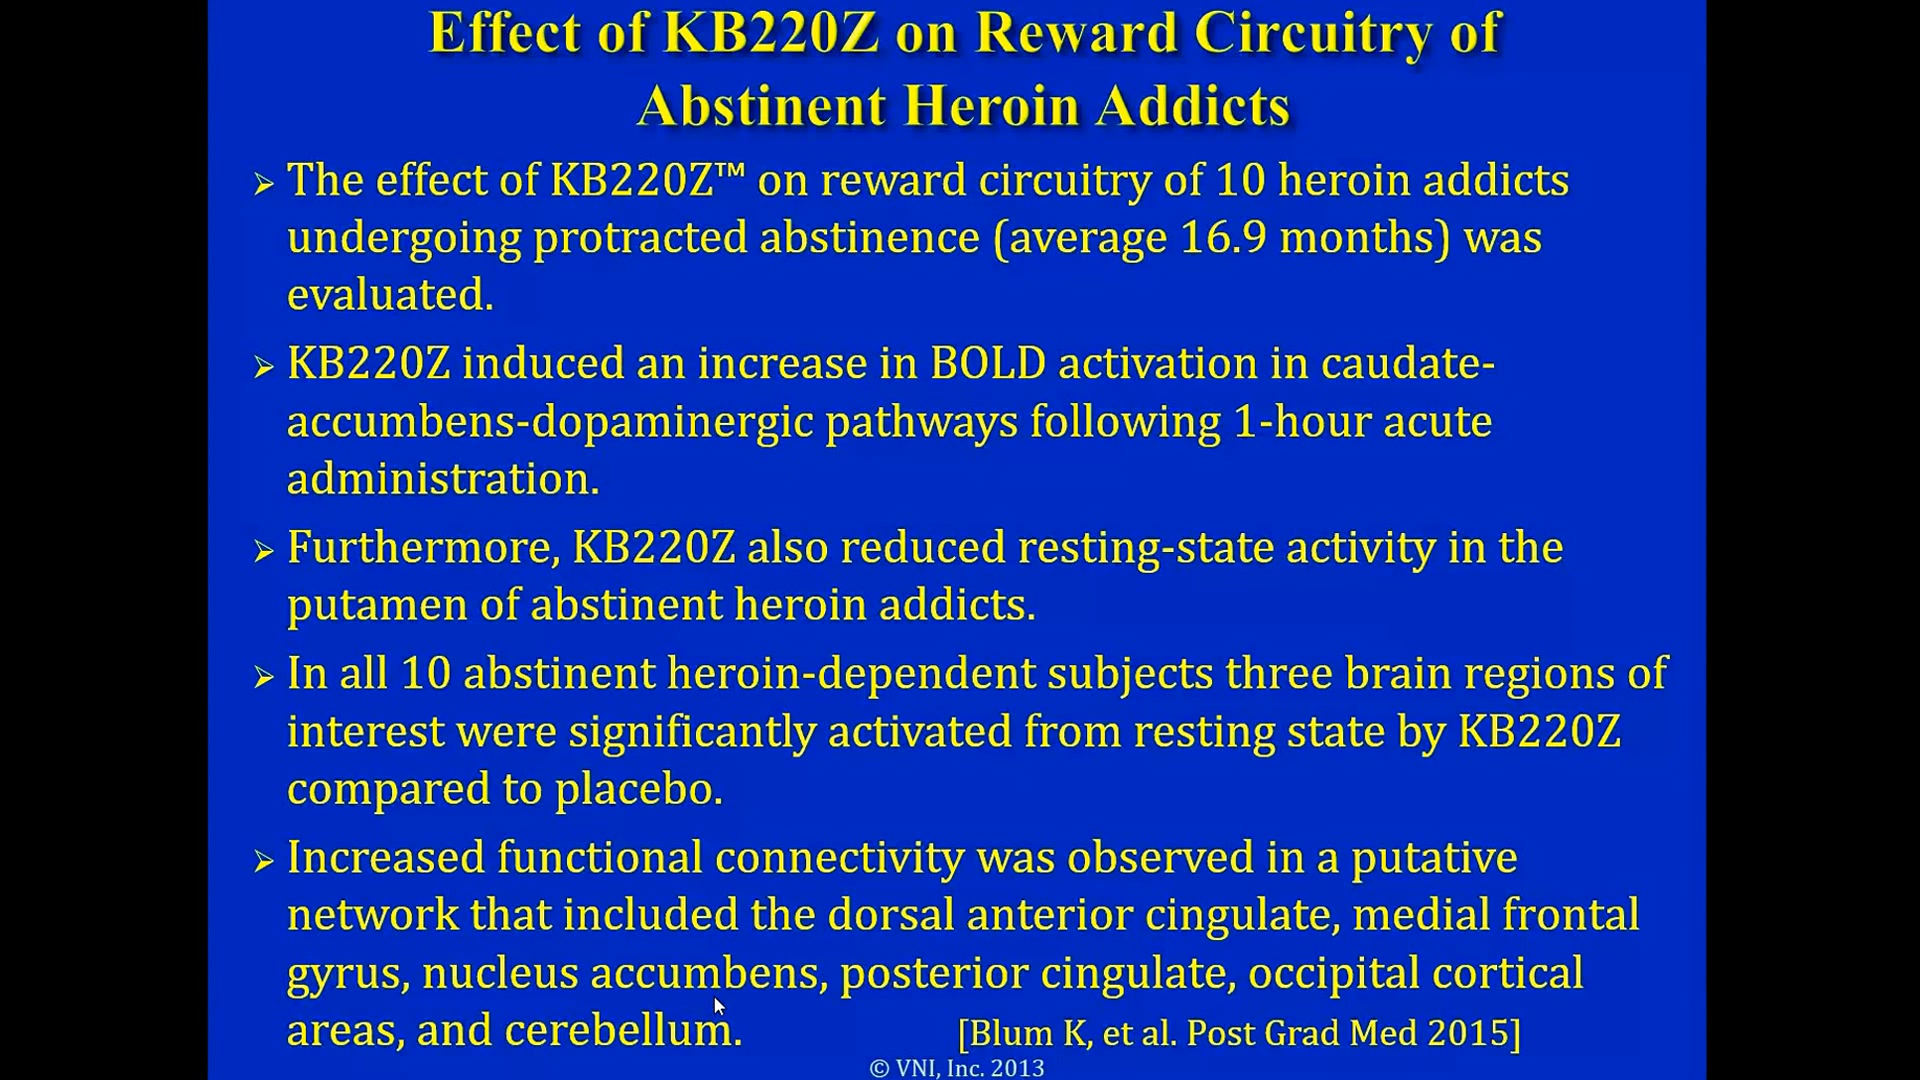 Effect of KB220Z on Reward Circuitry of
Abstinent Heroin Addicts
➢ The effect of KB220Z™ on reward circuitry of 10 heroin addicts
undergoing protracted abstinence (average 16.9 months) was
evaluated.
➢ KB220Z induced an increase in BOLD activation in caudate-
accumbens-dopaminergic pathways following 1-hour acute
administration.
➢ Furthermore, KB220Z also reduced resting-state activity in the
putamen of abstinent heroin addicts.
➢ In all 10 abstinent heroin-dependent subjects three brain regions of
interest were significantly activated from resting state by KB220Z
compared to placebo.
➢ Increased functional connectivity was observed in a putative
network that included the dorsal anterior cingulate, medial frontal
gyrus, nucleus accumbens, posterior cingulate, occipital cortical
areas, and cerebellum. [Blum K, et al. Post Grad Med 2015]
© VNI, Inc. 2013